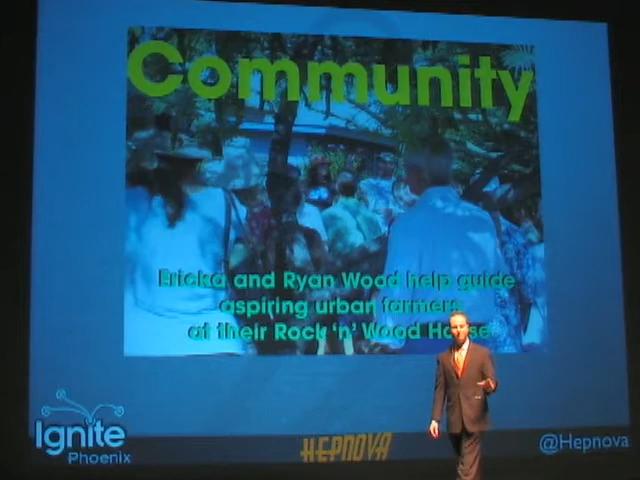 Community
Ericka and Ryan Wood help guide
aspiring urban farmers
at their Rock 'n' Wood House
Ignite
Phoenix
HEPNOVA
@Hepnova